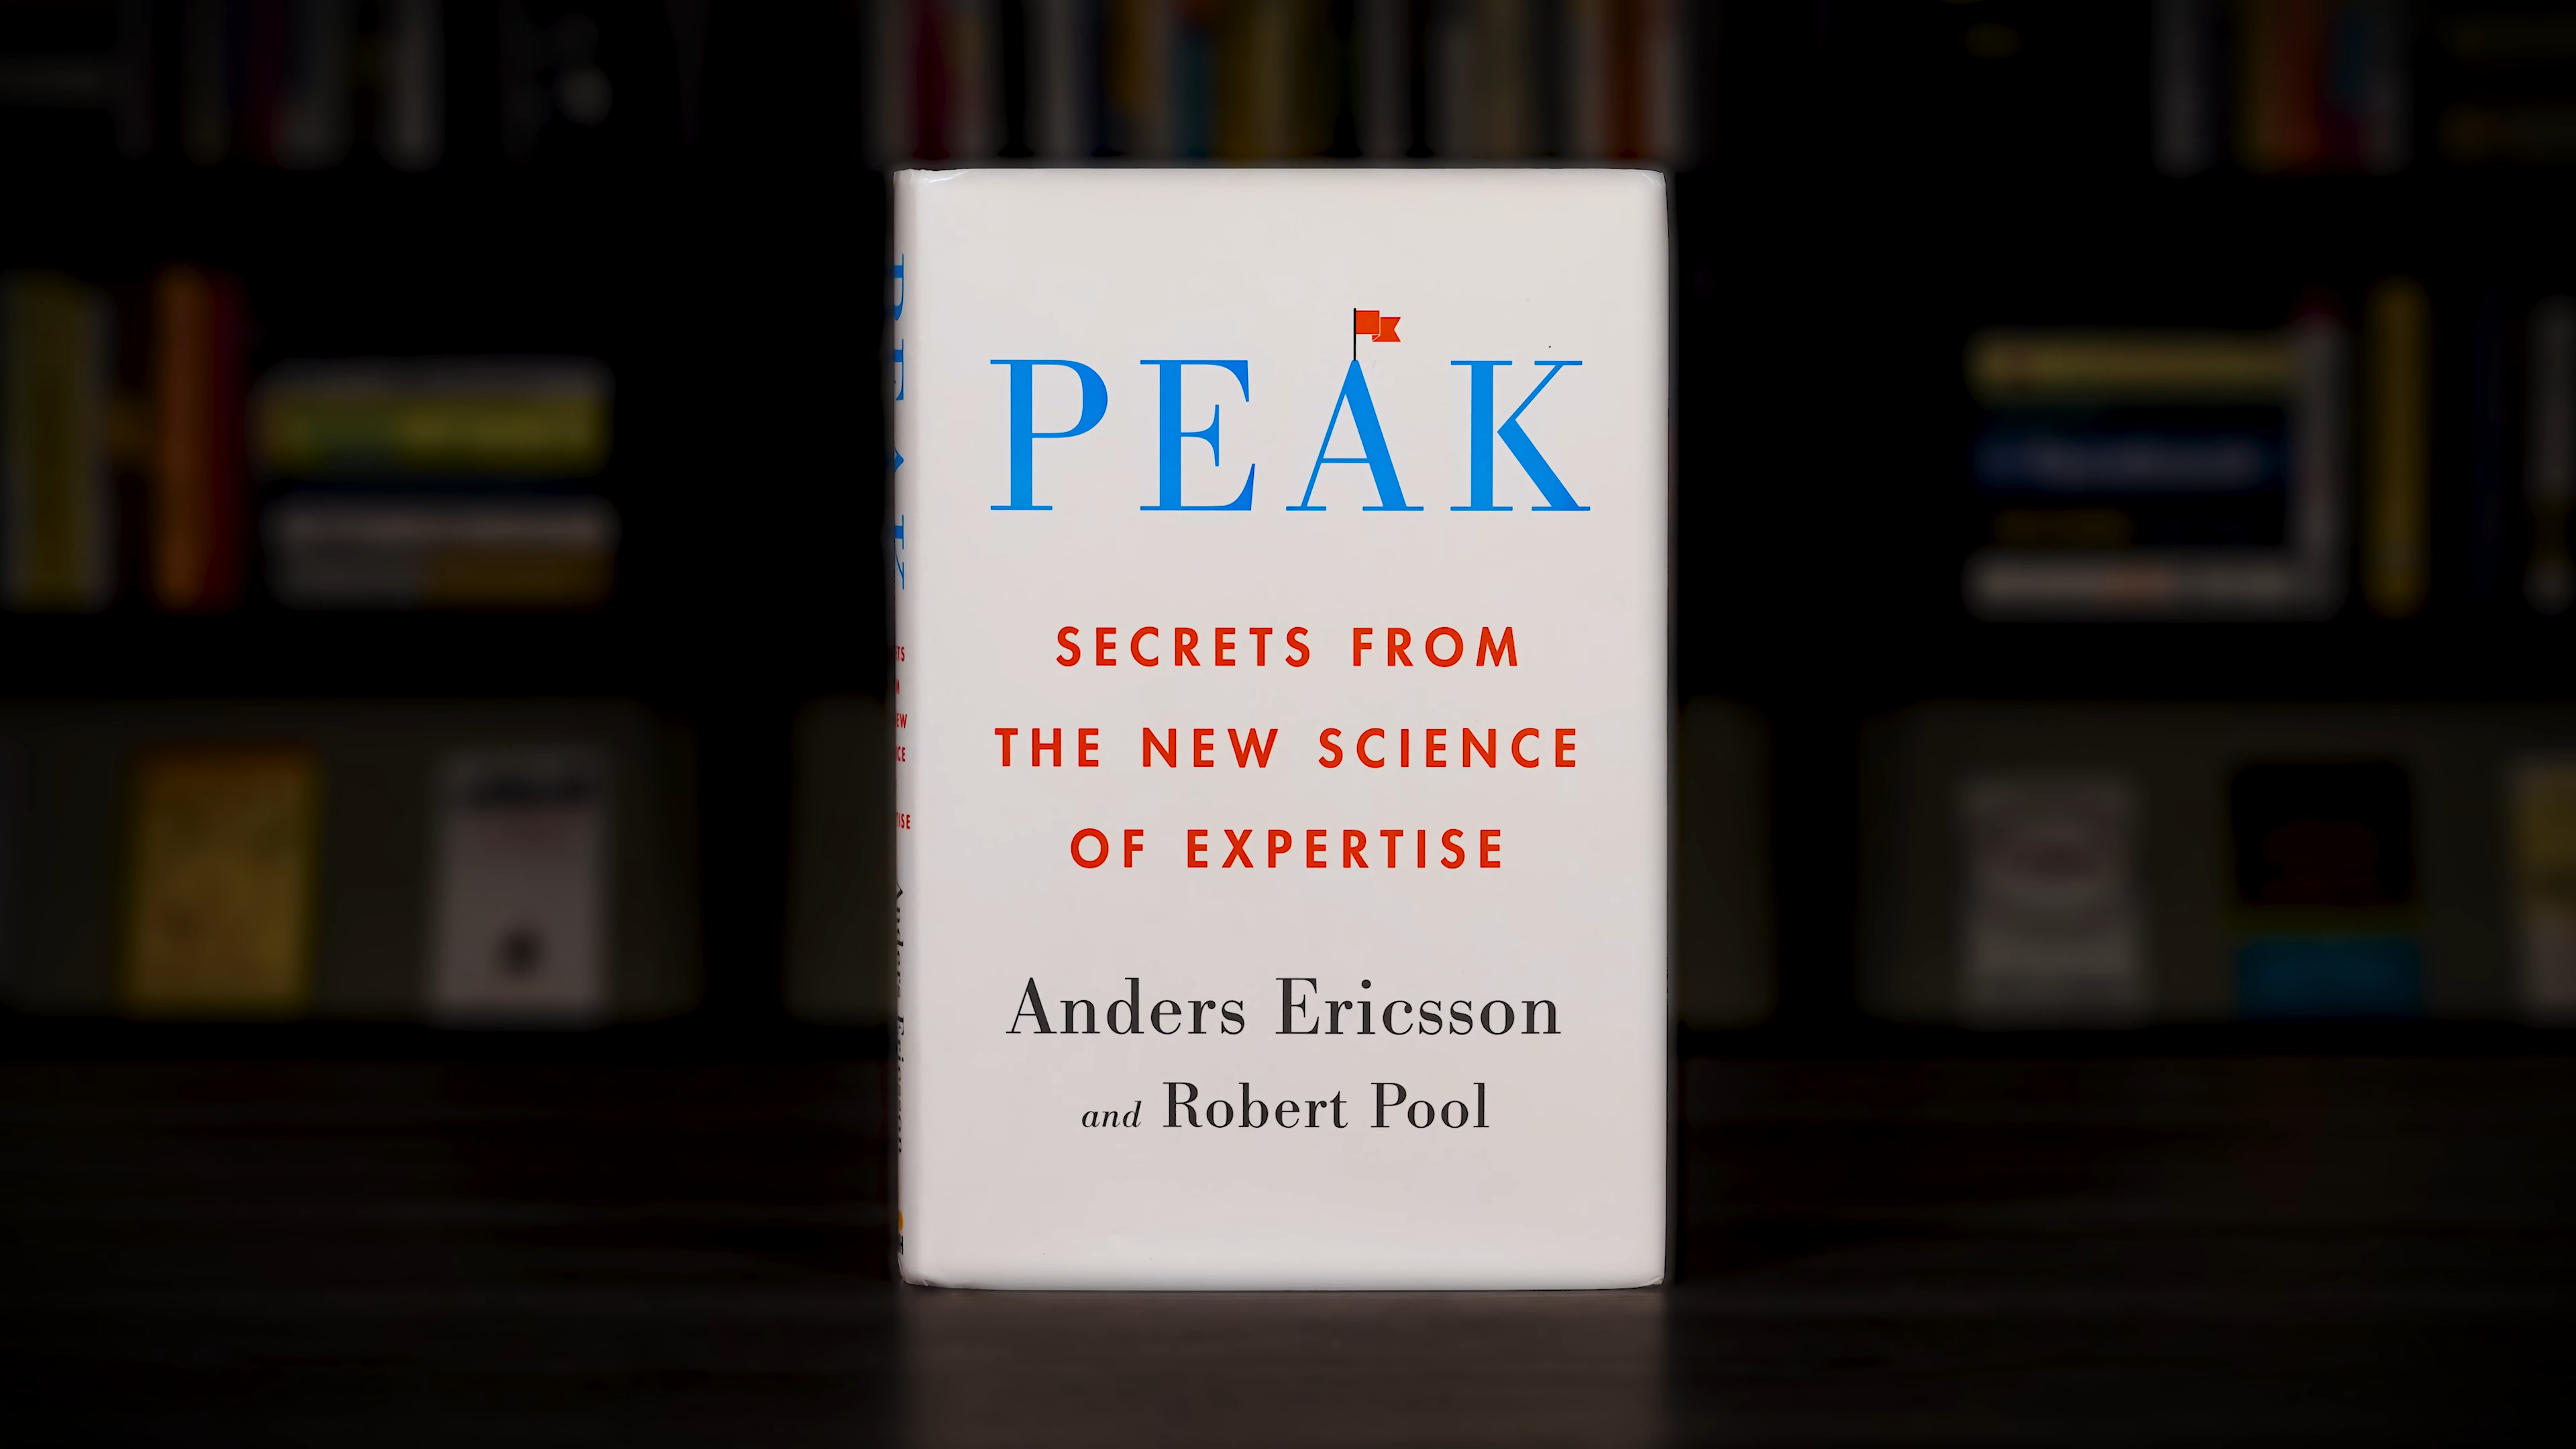 PEAK
SECRETS FROM
THE NEW SCIENCE
OF EXPERTISE
Anders Ericsson
and Robert Pool